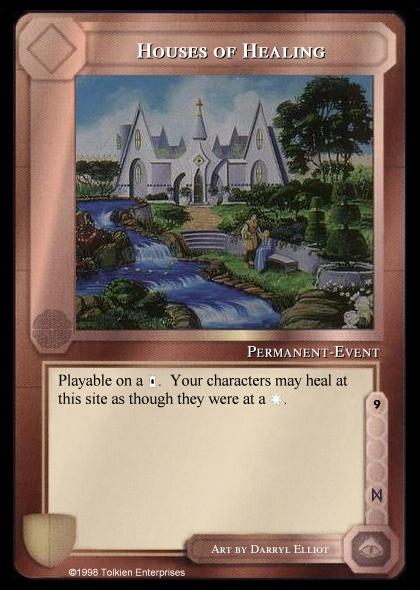 HOUSES OF HEALING
PERMANENT-EVENT
Playable on a . Your characters may heal at
this site as though they were at a .
9
ᛞ
ART BY DARRYL ELLIOT
©1998 Tolkien Enterprises